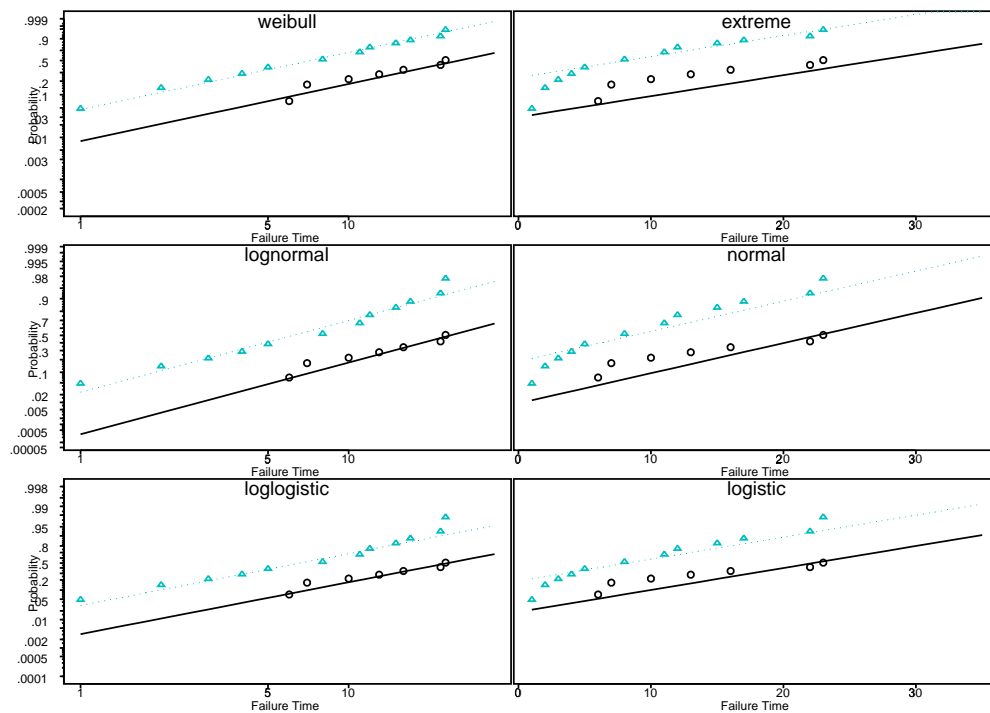 weibull
extreme
.999
.9
.5
.2
.1
.03
.01
.003
.0005
.0002
Probability
1 5 10
Failure Time
0 10 20 30
Failure Time
lognormal
normal
.999
.995
.98
.9
.7
.5
.3
.1
.02
.005
.0005
.00005
Probability
1 5 10
Failure Time
0 10 20 30
Failure Time
loglogistic
logistic
.998
.99
.95
.8
.5
.2
.05
.01
.002
.0005
.0001
Probability
1 5 10
Failure Time
0 10 20 30
Failure Time